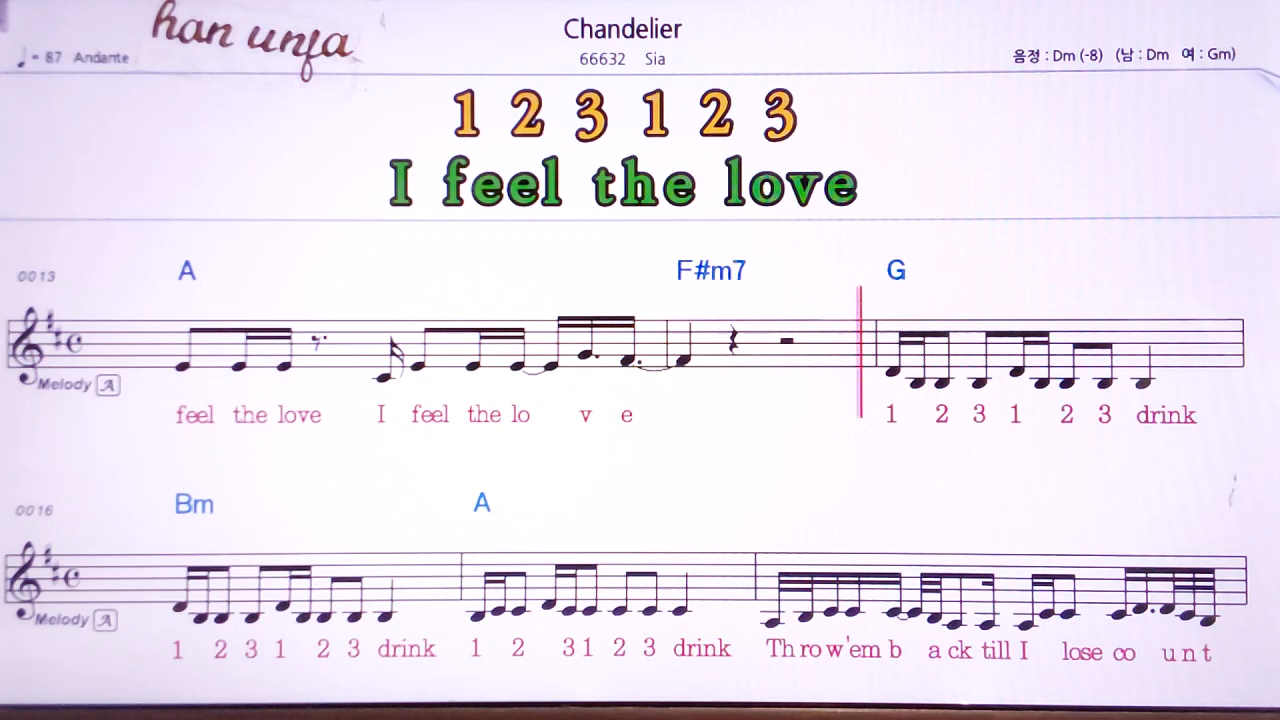 han unja
Chandelier
♩= 87 Andante
66632 Sia
음정 : Dm (-8) (남 : Dm 여 : Gm)
1 2 3 1 2 3
I feel the love
0013 A F#m7 G
Melody A
feel the love I feel the lo v e 1 2 3 1 2 3 drink
0016 Bm A
Melody A
1 2 3 1 2 3 drink 1 2 3 1 2 3 drink Throw'em b a ck till I lose co u n t